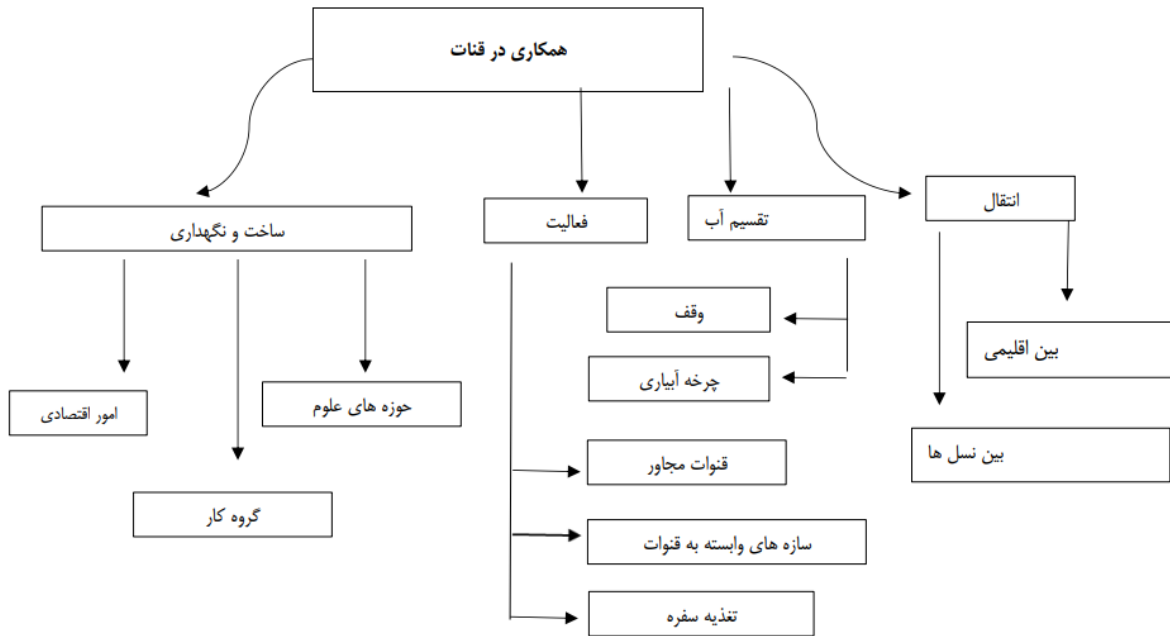 همکاری در قنات
انتقال
تقسیم آب
فعالیت
ساخت و نگهداری
وقف
بین اقلیمی
چرخه آبیاری
حوزه های علوم
امور اقتصادی
بین نسل ها
قنوات مجاور
گروه کار
سازه های وابسته به قنوات
تغذیه سفره